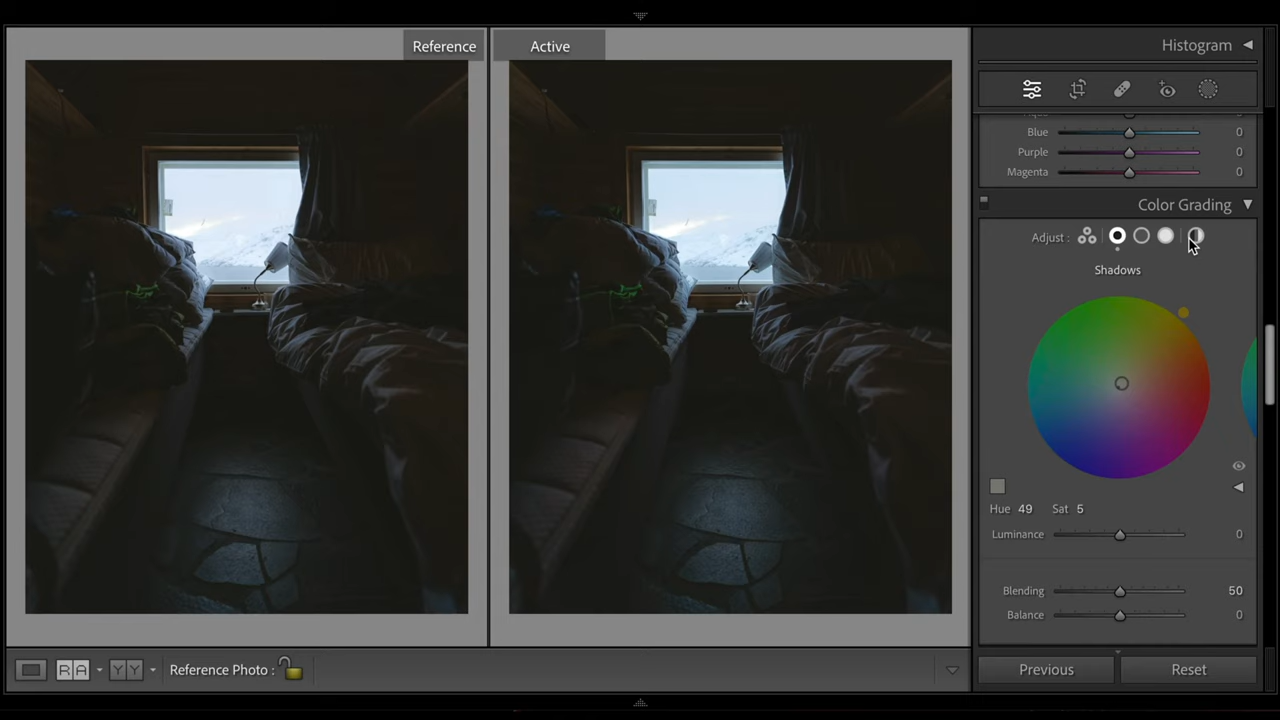 Reference
Active
Histogram
Blue 0
Purple 0
Magenta 0
Color Grading
Adjust :
Shadows
Hue 49 Sat 5
Luminance 0
Blending 50
Balance 0
R A Y Y Reference Photo :
Previous Reset